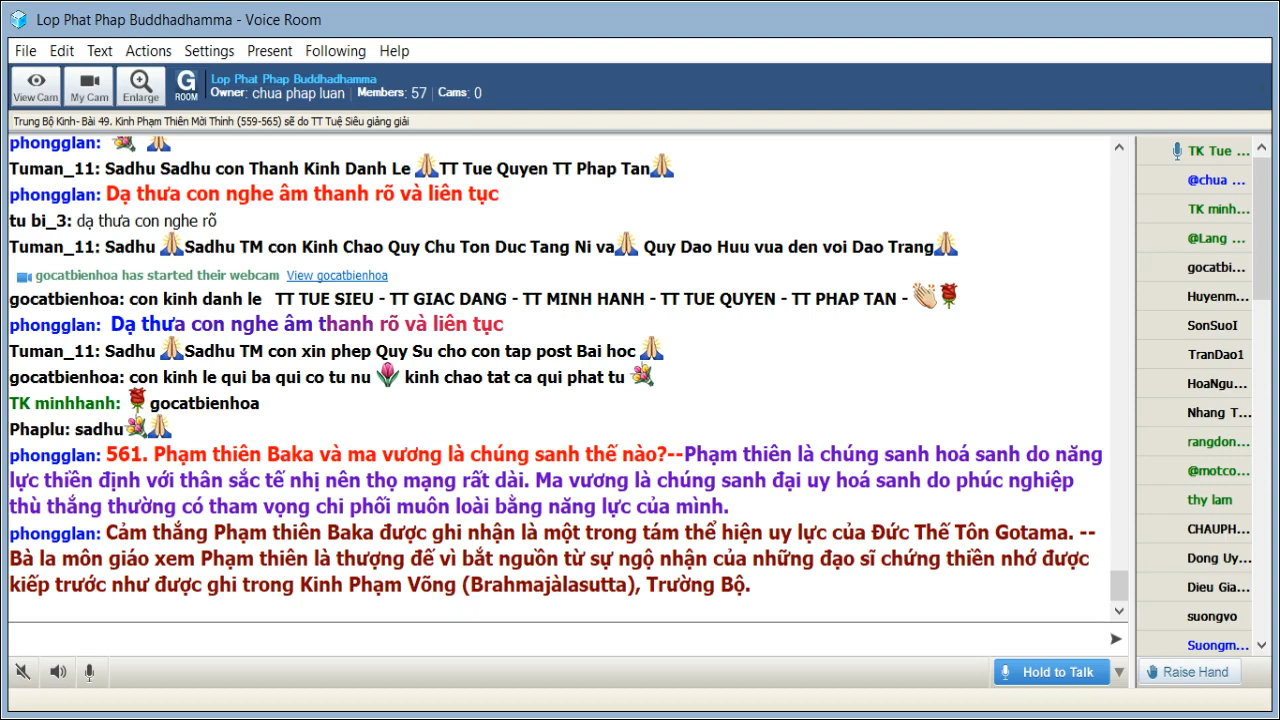 Lop Phat Phap Buddhadhamma - Voice Room
File Edit Text Actions Settings Present Following Help
View Cam My Cam Enlarge G ROOM Lop Phat Phap Buddhadhamma
Owner: chua phap luan | Members: 57 | Cams: 0
Trung Bộ Kinh- Bài 49. Kinh Phạm Thiên Mời Thỉnh (559-565) sẽ do TT Tuệ Siêu giảng giải
phongglan:
Tuman_11: Sadhu Sadhu con Thanh Kinh Danh Le TT Tue Quyen TT Phap Tan
phongglan: Dạ thưa con nghe âm thanh rõ và liên tục
tu bi_3: dạ thưa con nghe rõ
Tuman_11: Sadhu Sadhu TM con Kinh Chao Quy Chu Ton Duc Tang Ni va Quy Dao Huu vua den voi Dao Trang
gocatbienhoa has started their webcam View gocatbienhoa
gocatbienhoa: con kinh danh le TT TUE SIEU - TT GIAC DANG - TT MINH HANH - TT TUE QUYEN - TT PHAP TAN -
phongglan: Dạ thưa con nghe âm thanh rõ và liên tục
Tuman_11: Sadhu Sadhu TM con xin phep Quy Su cho con tap post Bai hoc
gocatbienhoa: con kinh le qui ba qui co tu nu kinh chao tat ca qui phat tu
TK minhhanh: gocatbienhoa
Phaplu: sadhu
phongglan: 561. Phạm thiên Baka và ma vương là chúng sanh thế nào?--Phạm thiên là chúng sanh hoá sanh do năng
lực thiền định với thân sắc tế nhị nên thọ mạng rất dài. Ma vương là chúng sanh đại uy hoá sanh do phúc nghiệp
thù thắng thường có tham vọng chi phối muôn loài bằng năng lực của mình.
phongglan: Cảm thắng Phạm thiên Baka được ghi nhận là một trong tám thể hiện uy lực của Đức Thế Tôn Gotama. --
Bà la môn giáo xem Phạm thiên là thượng đế vì bắt nguồn từ sự ngộ nhận của những đạo sĩ chứng thiền nhớ được
kiếp trước như được ghi trong Kinh Phạm Võng (Brahmajàlasutta), Trường Bộ.
TK Tue ...
@chua ...
TK minh...
@Lang ...
gocatbi...
Huyenm...
SonSuoI
TranDao1
HoaNgu...
Nhang T...
rangdon...
@motco...
thy lam
CHAUPH...
Dong Uy...
Dieu Gia...
suongvo
Suongm...
Hold to Talk
Raise Hand